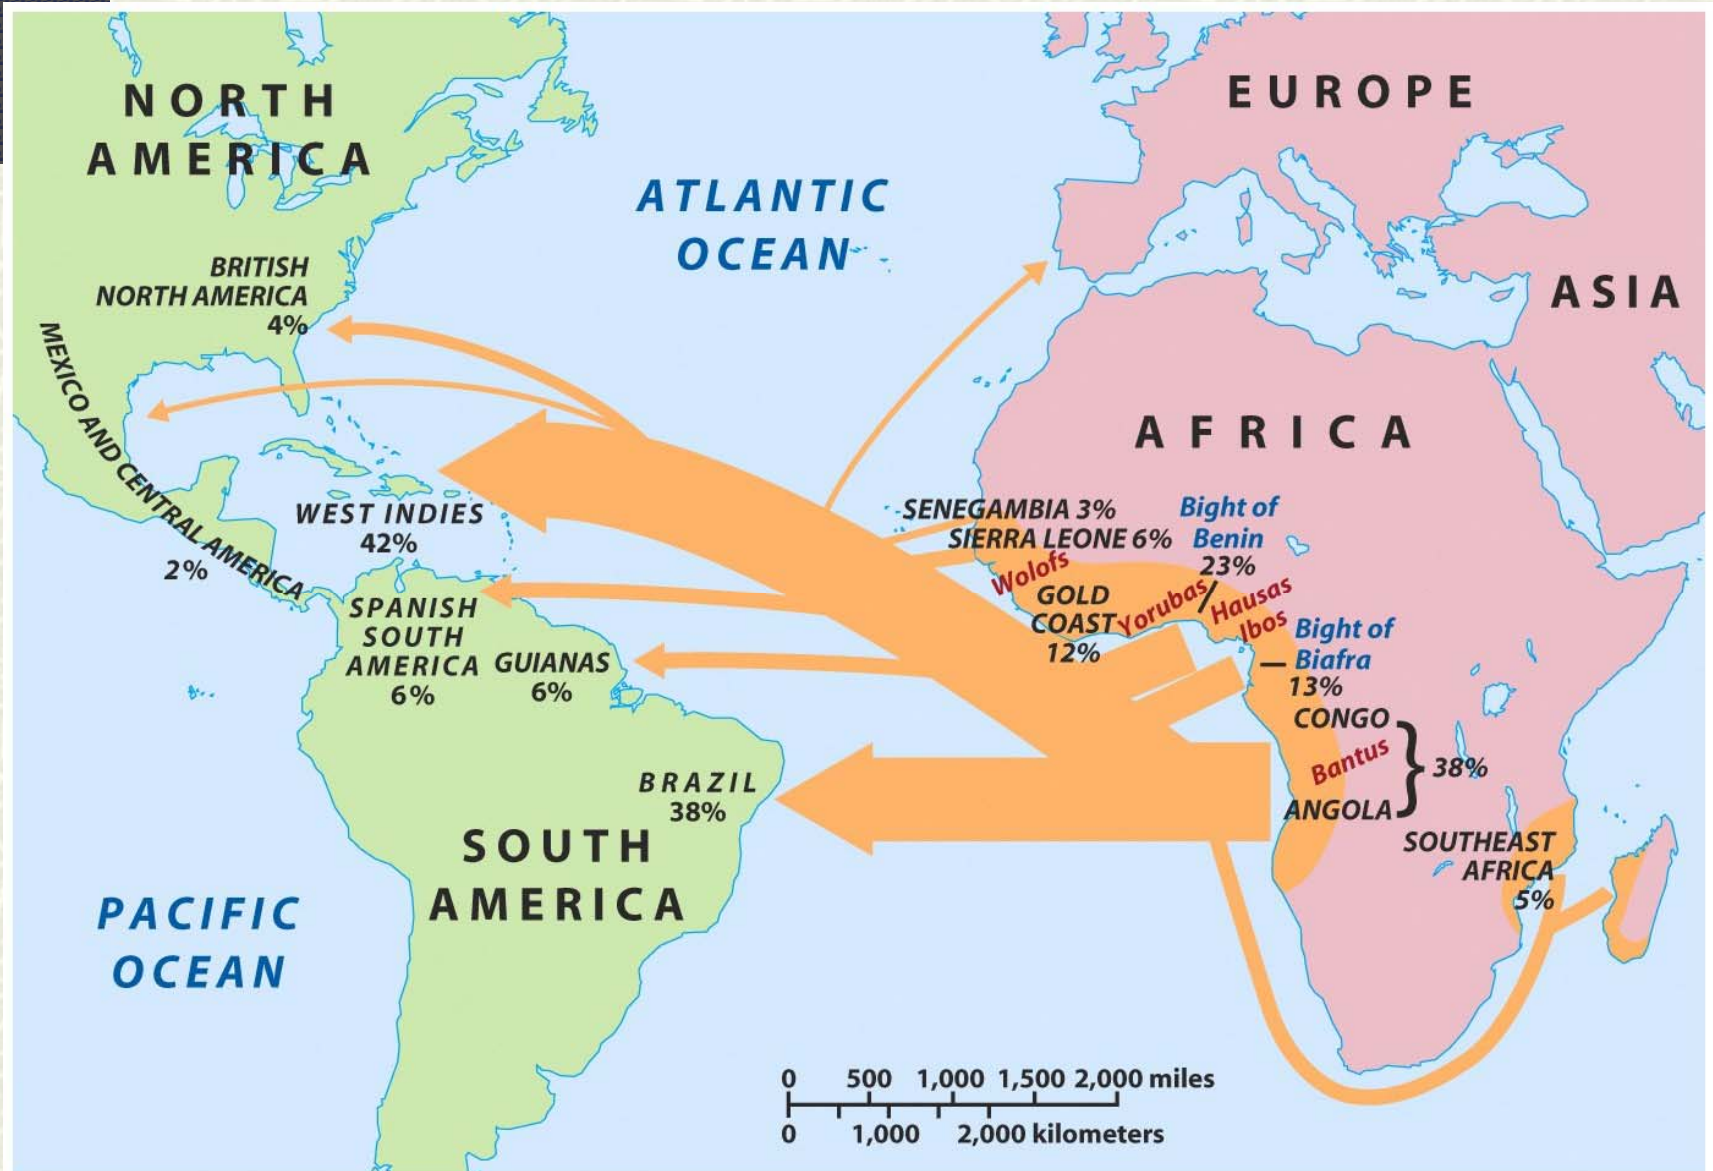 NORTH
AMERICA
EUROPE
ATLANTIC
OCEAN
ASIA
BRITISH
NORTH AMERICA
4%
MEXICO AND CENTRAL AMERICA
2%
AFRICA
WEST INDIES
42%
SENEGAMBIA 3%
SIERRA LEONE 6%
Bight of
Benin
23%
Wolofs
GOLD
COAST
12%
Yorubas
Hausas
Ibos
Bight of
Biafra
13%
SPANISH
SOUTH
AMERICA
6%
GUIANAS
6%
CONGO
Bantus
38%
ANGOLA
BRAZIL
38%
SOUTH
AMERICA
SOUTHEAST
AFRICA
5%
PACIFIC
OCEAN
0 500 1,000 1,500 2,000 miles
0 1,000 2,000 kilometers